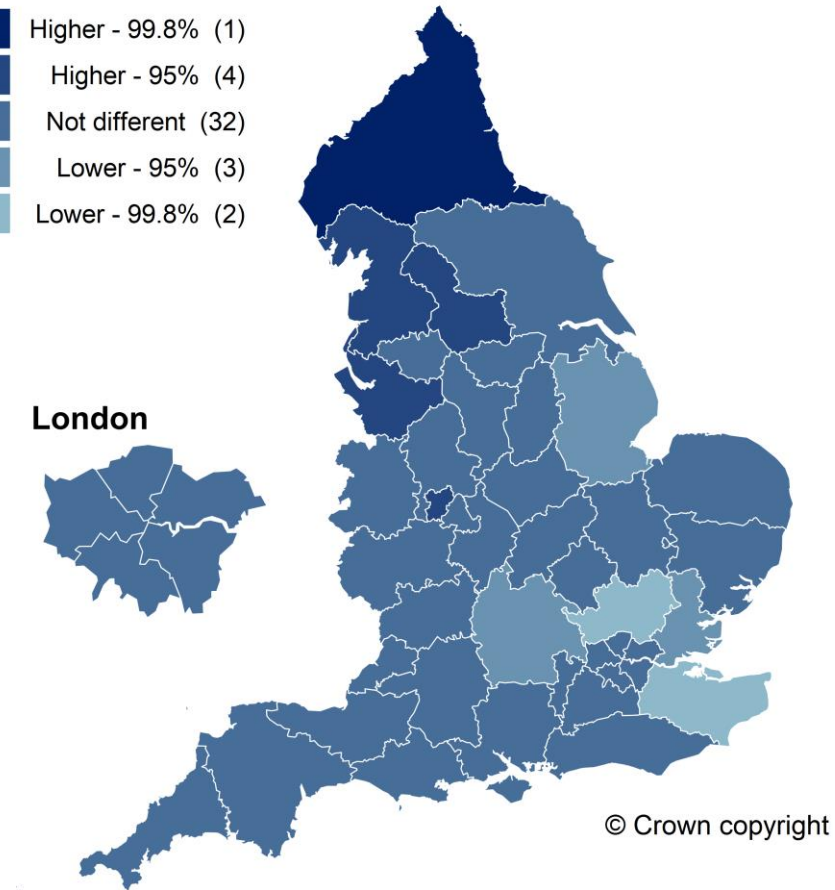 Higher - 99.8% (1)
Higher - 95% (4)
Not different (32)
Lower - 95% (3)
Lower - 99.8% (2)
London
© Crown copyright